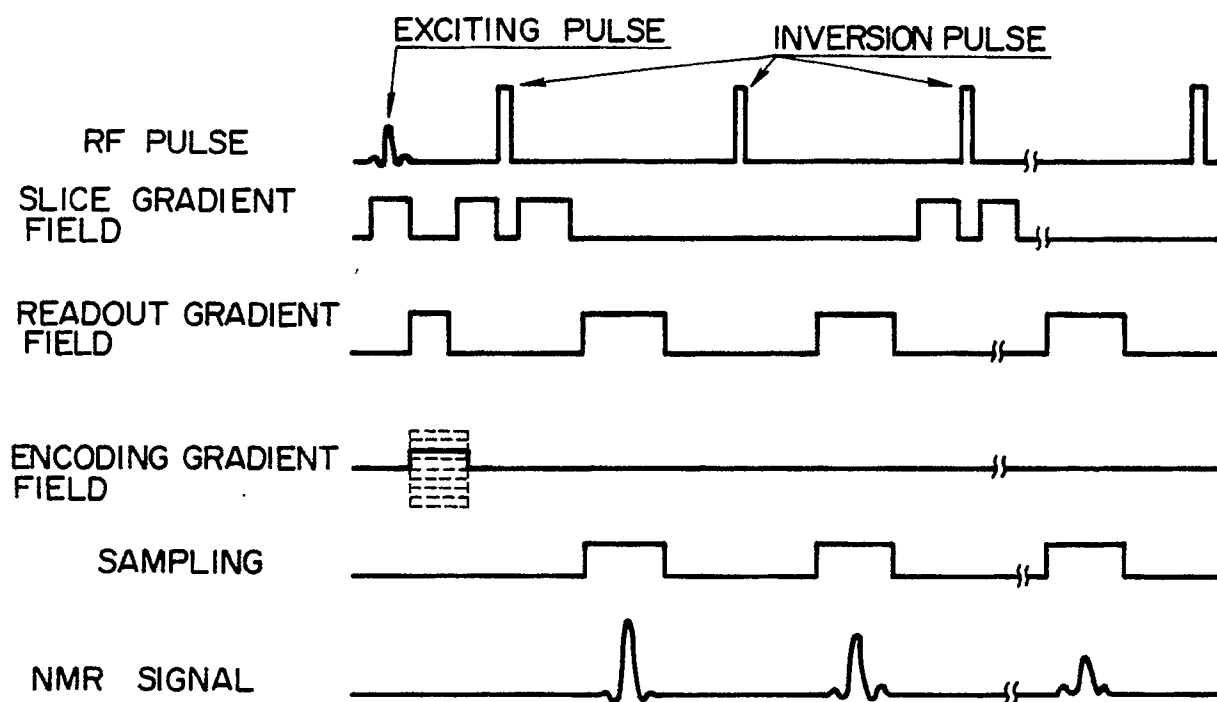 EXCITING PULSE
INVERSION PULSE
RF PULSE
SLICE GRADIENT
FIELD
READOUT GRADIENT
FIELD
ENCODING GRADIENT
FIELD
SAMPLING
NMR SIGNAL